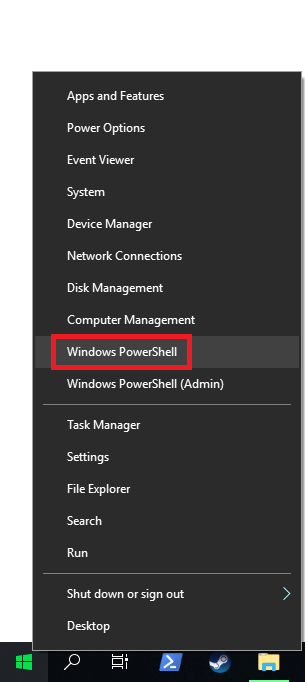 Apps and Features
Power Options
Event Viewer
System
Device Manager
Network Connections
Disk Management
Computer Management
Windows PowerShell
Windows PowerShell (Admin)
Task Manager
Settings
File Explorer
Search
Run
Shut down or sign out
Desktop